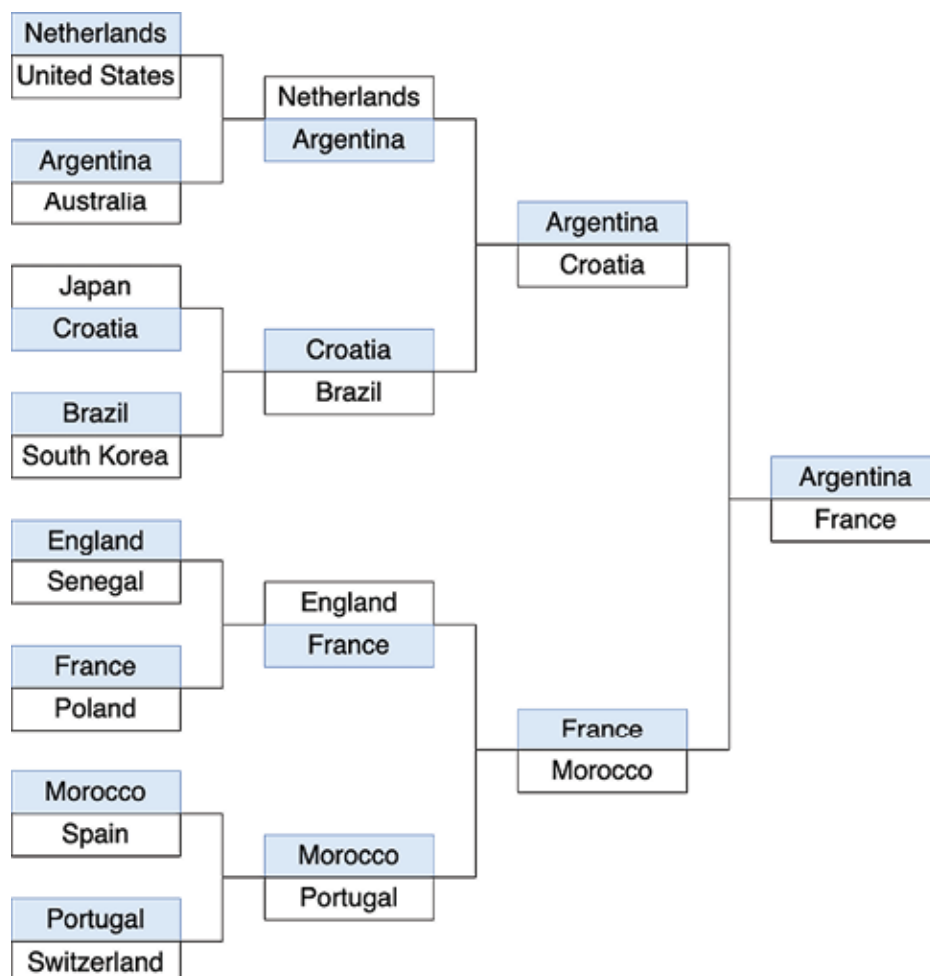 Netherlands
United States
Argentina
Australia
Japan
Croatia
Brazil
South Korea
England
Senegal
France
Poland
Morocco
Spain
Portugal
Switzerland
Netherlands
Argentina
Croatia
Brazil
England
France
Morocco
Portugal
Argentina
Croatia
France
Morocco
Argentina
France